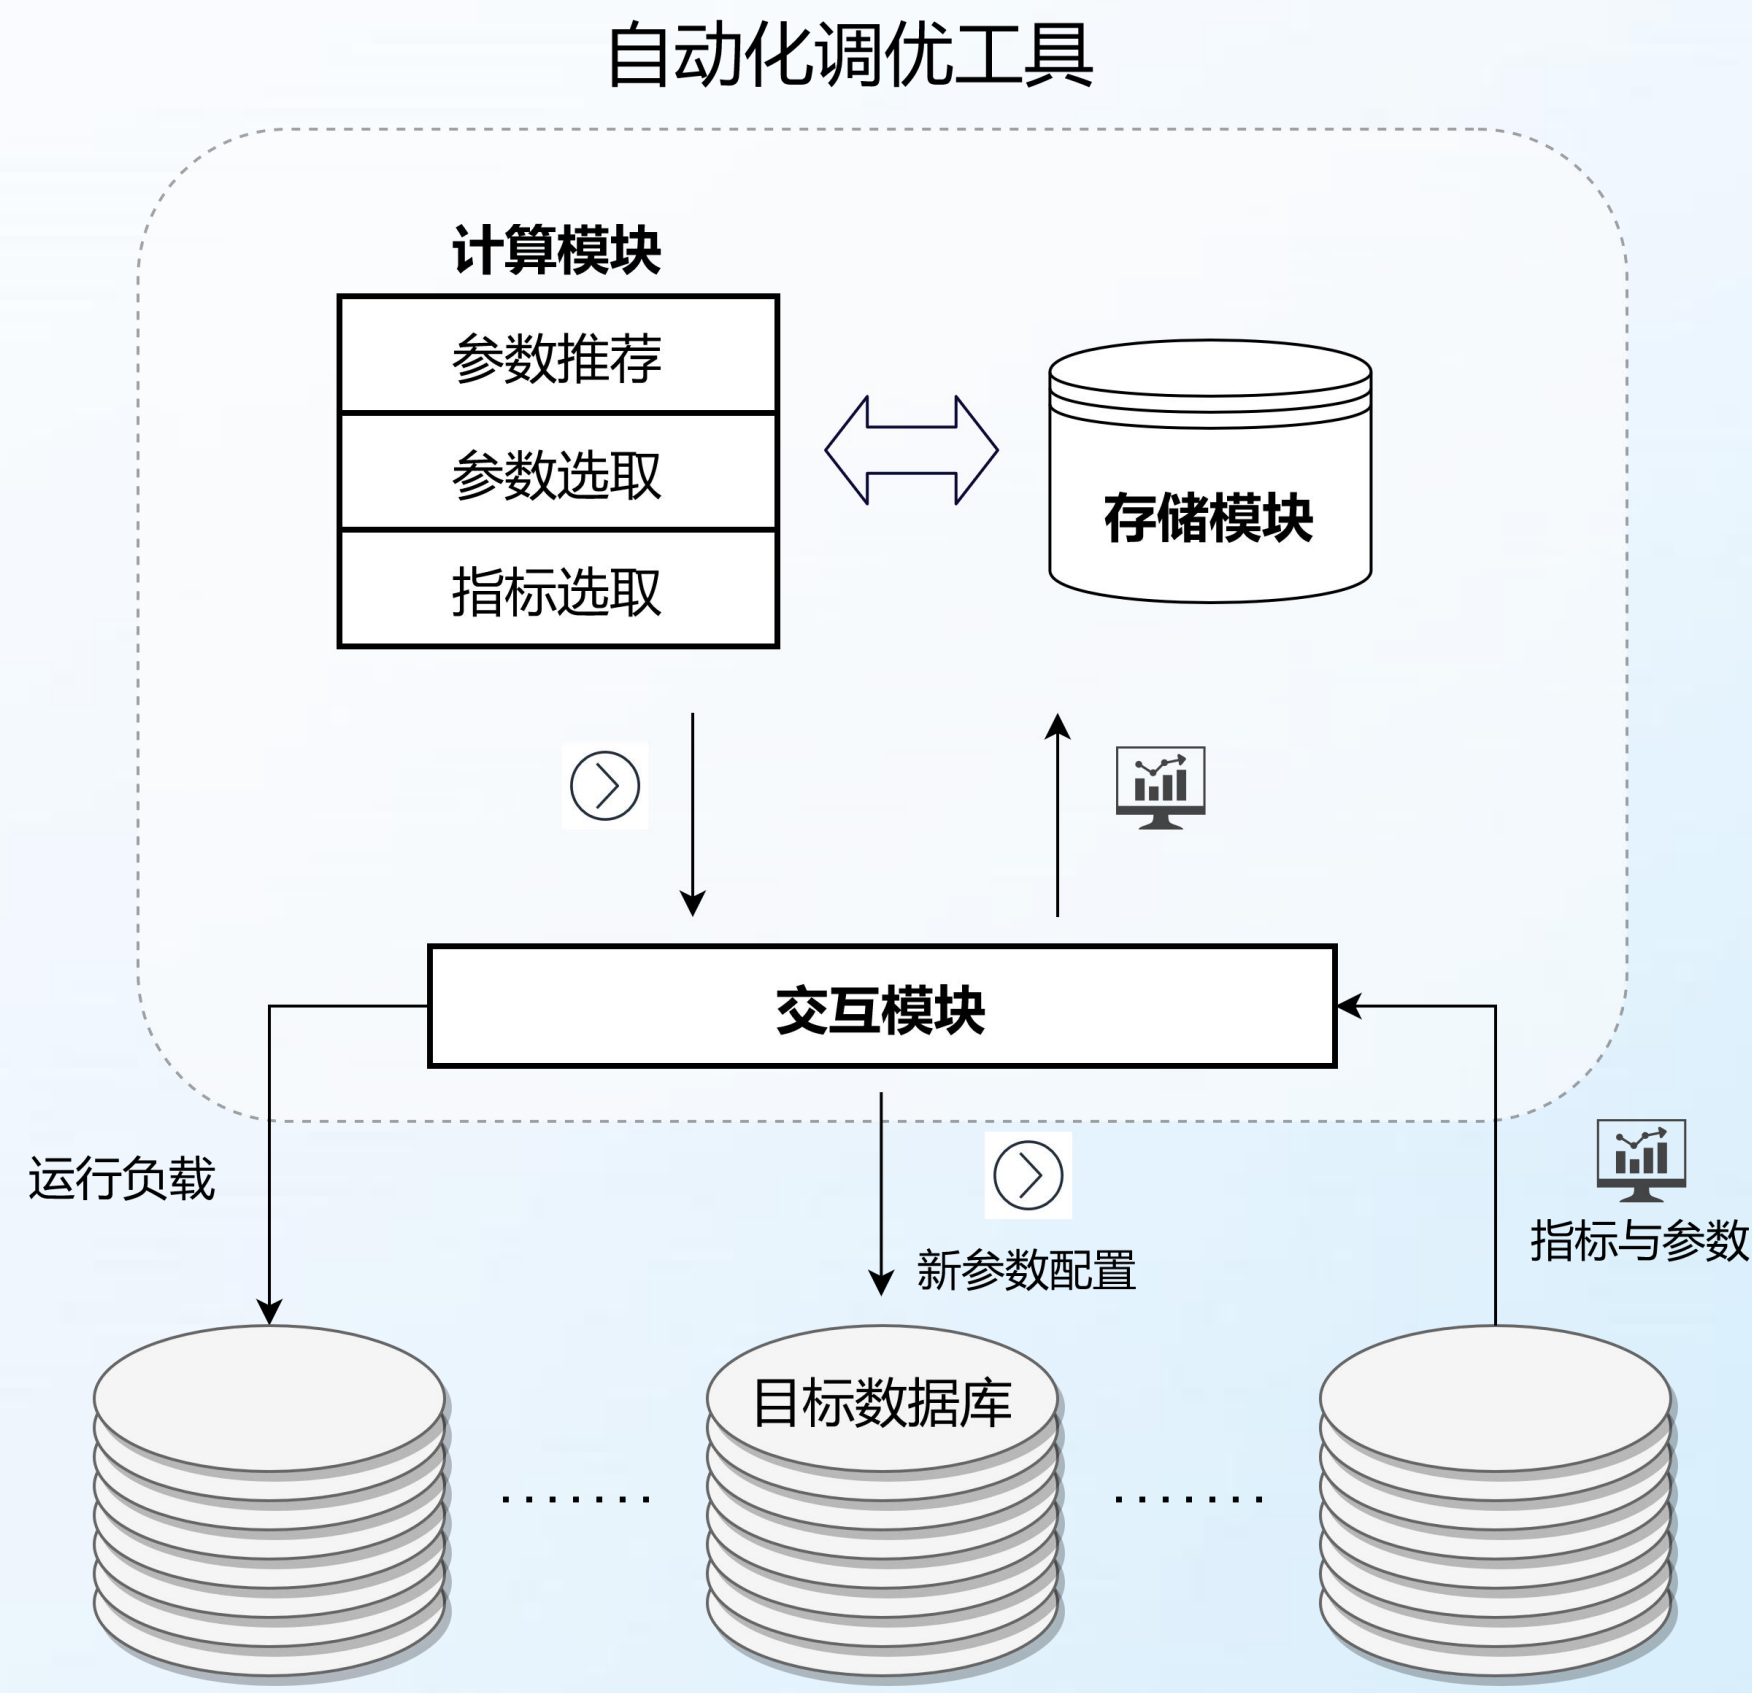 自动化调优工具
计算模块
参数推荐
参数选取
指标选取
存储模块
交互模块
运行负载
新参数配置
指标与参数
目标数据库